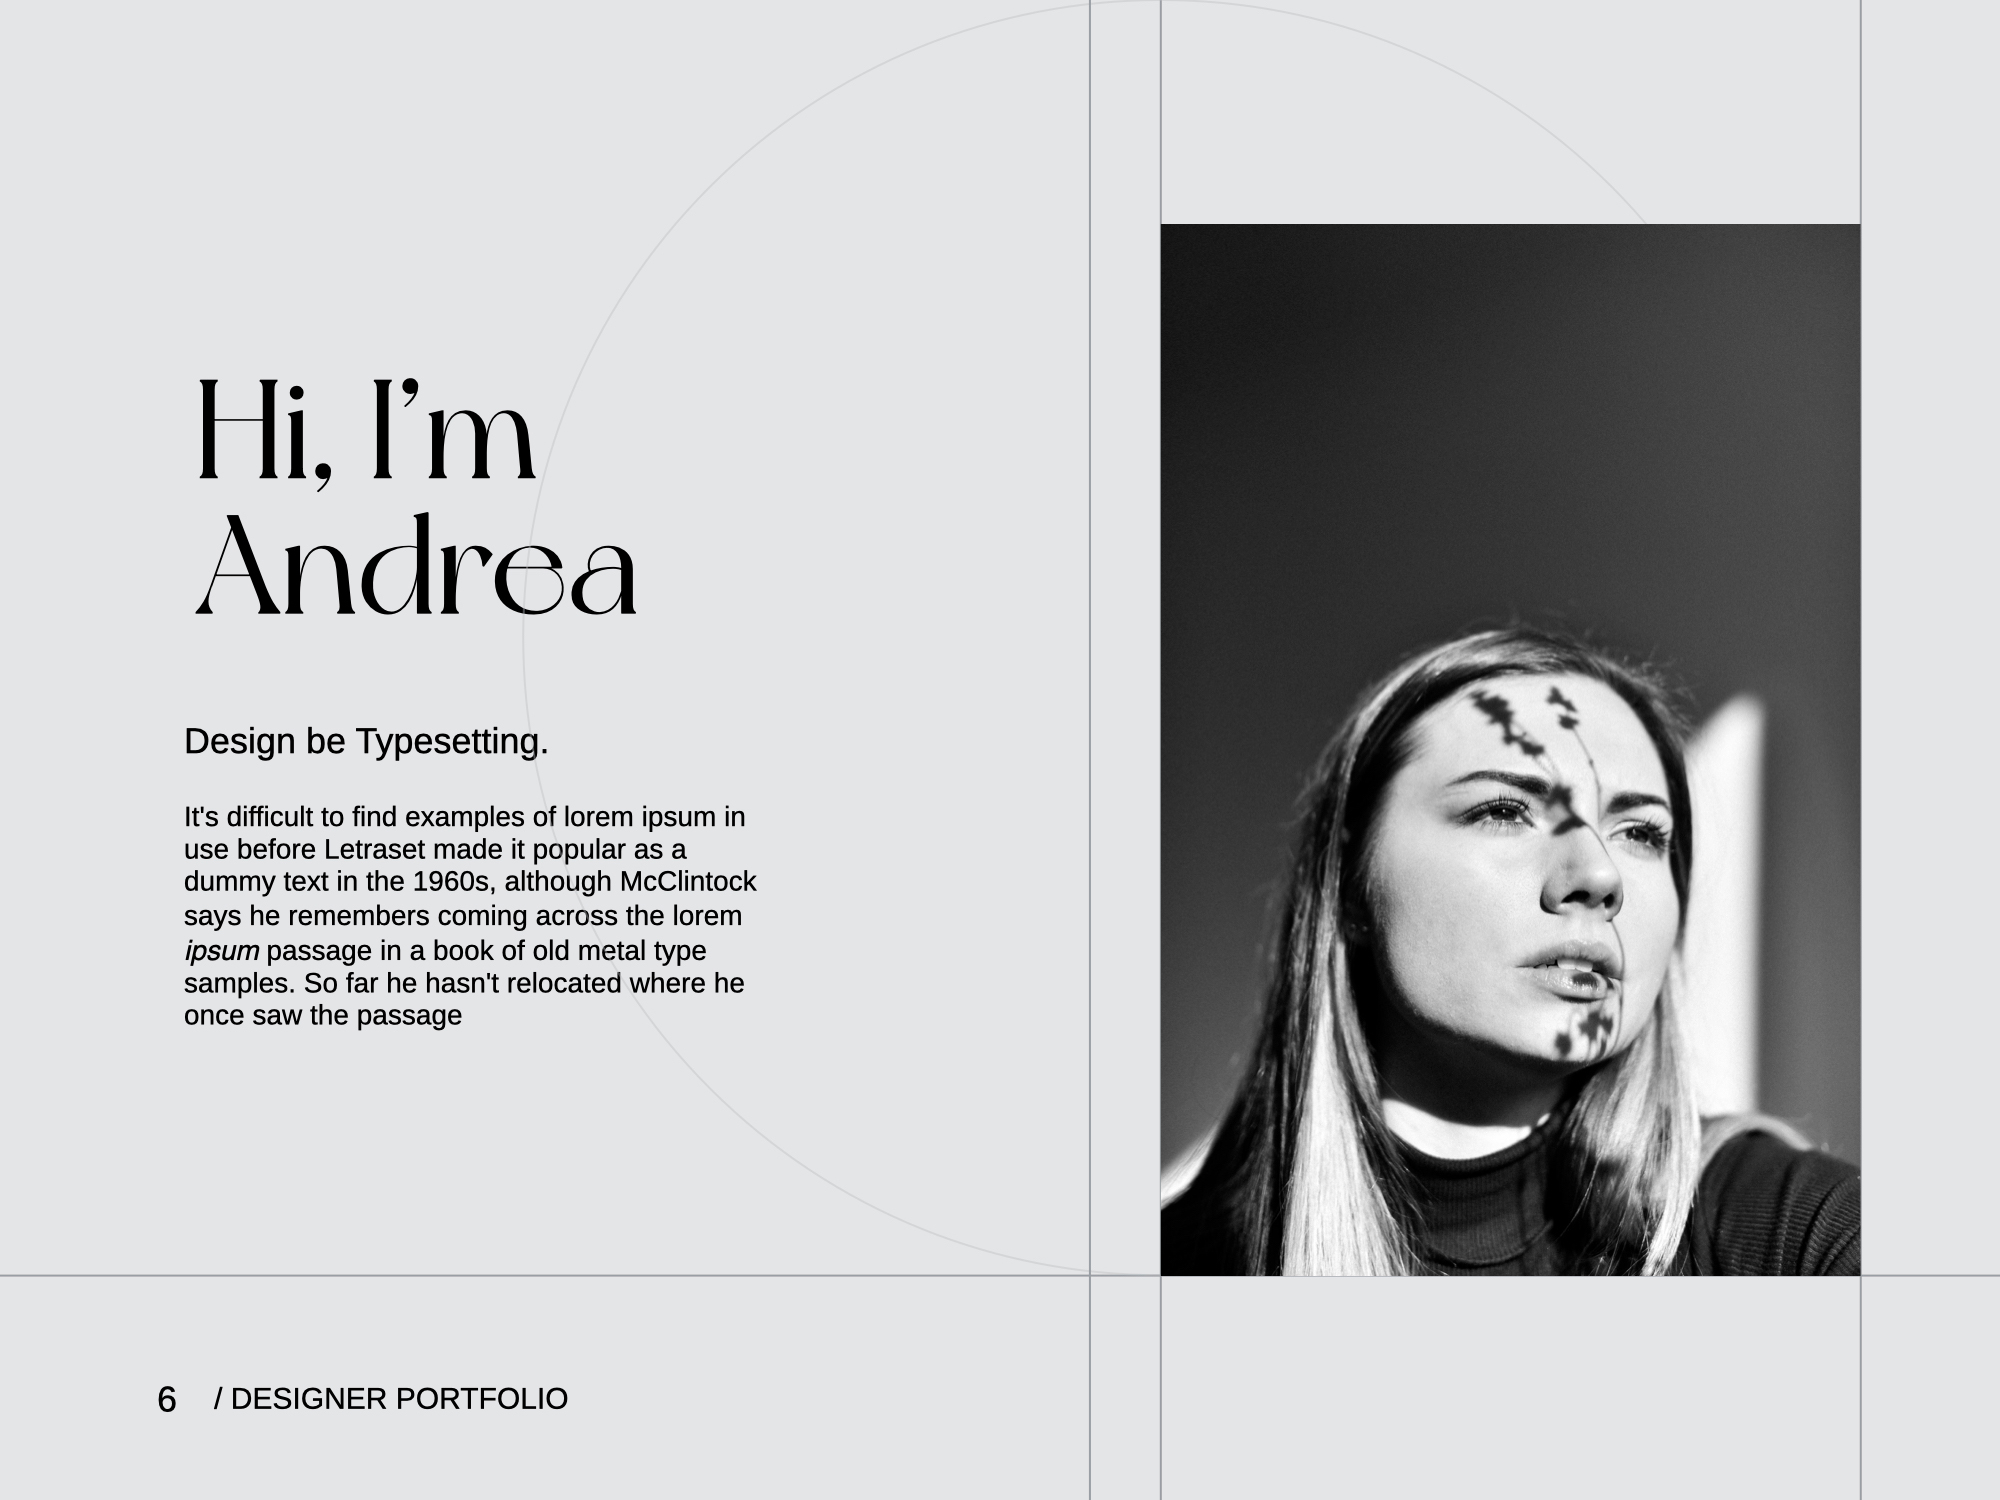 Hi, I’m
Andrea
Design be Typesetting.
It's difficult to find examples of lorem ipsum in
use before Letraset made it popular as a
dummy text in the 1960s, although McClintock
says he remembers coming across the lorem
ipsum passage in a book of old metal type
samples. So far he hasn't relocated where he
once saw the passage
6 / DESIGNER PORTFOLIO